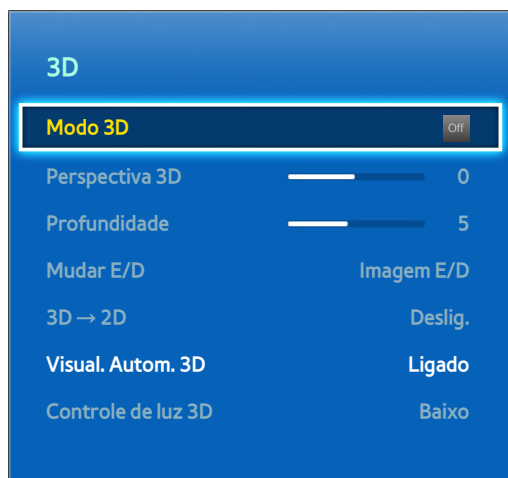 3D
Modo 3D Off
Perspectiva 3D 0
Profundidade 5
Mudar E/D Imagem E/D
3D → 2D Deslig.
Visual. Autom. 3D Ligado
Controle de luz 3D Baixo